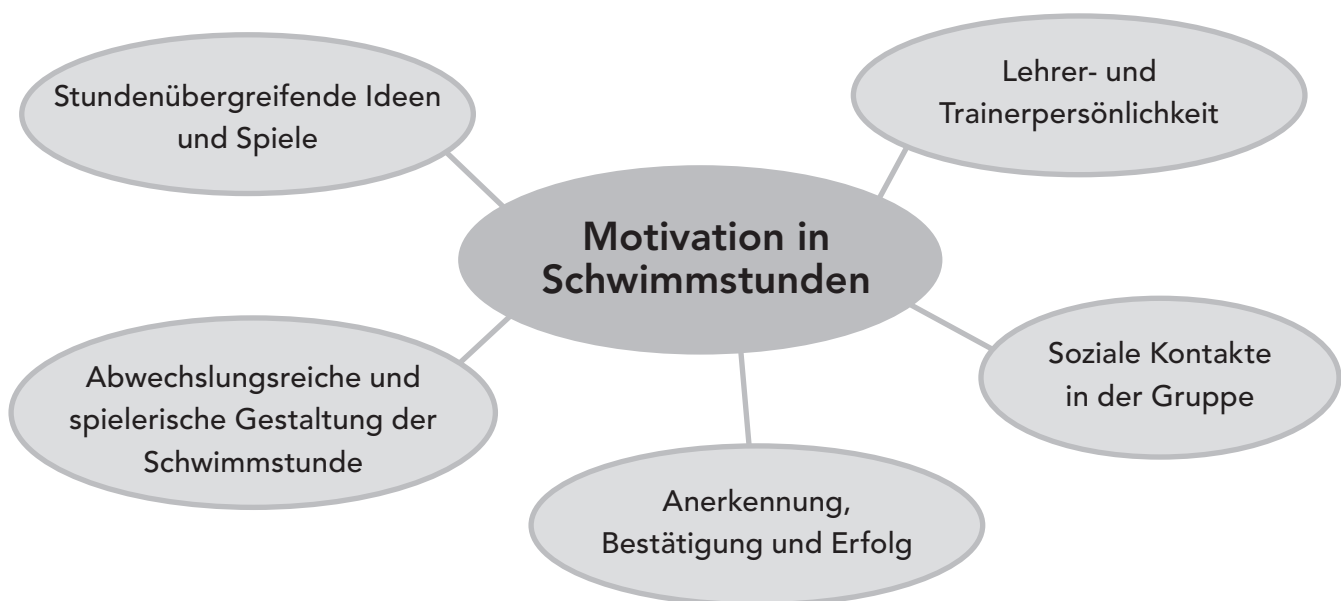 Stundenübergreifende Ideen
und Spiele
Lehrer- und
Trainerpersönlichkeit
Motivation in
Schwimmstunden
Abwechslungsreiche und
spielerische Gestaltung der
Schwimmstunde
Soziale Kontakte
in der Gruppe
Anerkennung,
Bestätigung und Erfolg